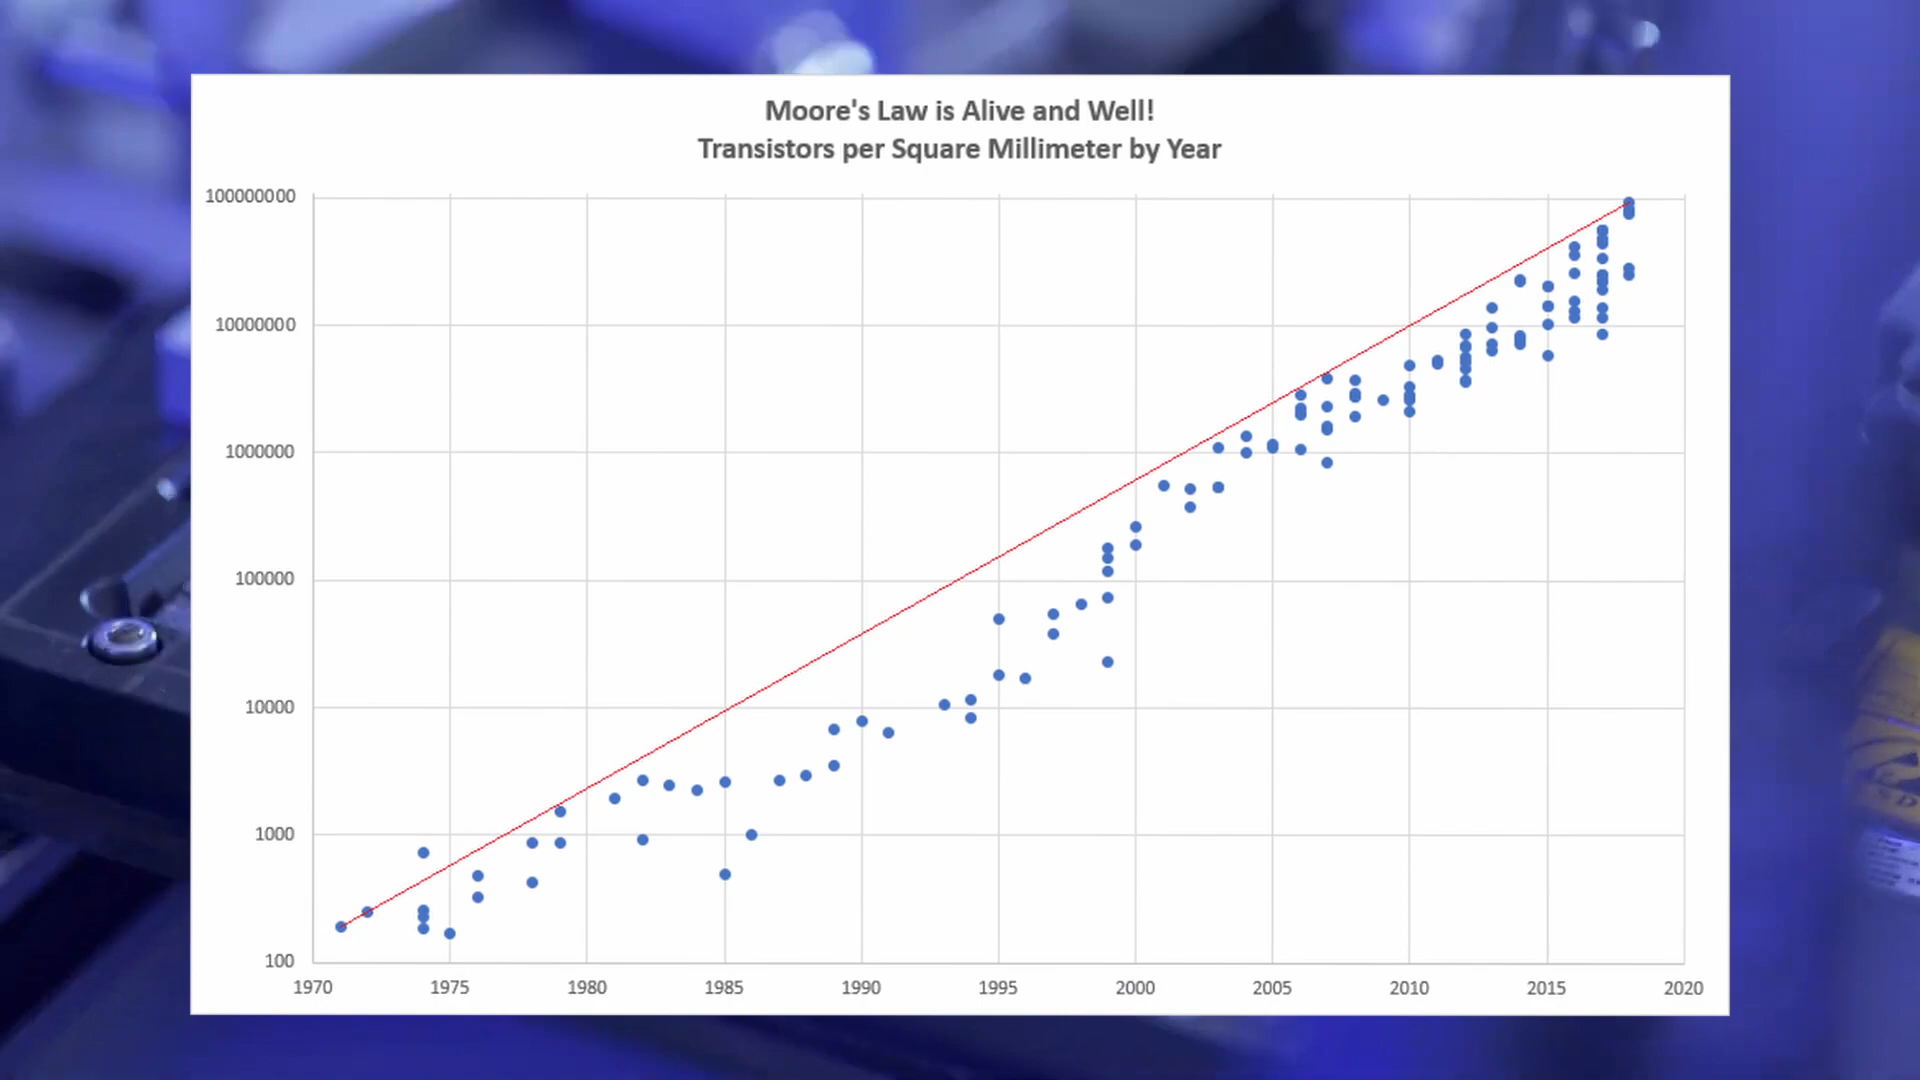 Moore's Law is Alive and Well!
Transistors per Square Millimeter by Year
100000000
10000000
1000000
100000
10000
1000
100
1970 1975 1980 1985 1990 1995 2000 2005 2010 2015 2020